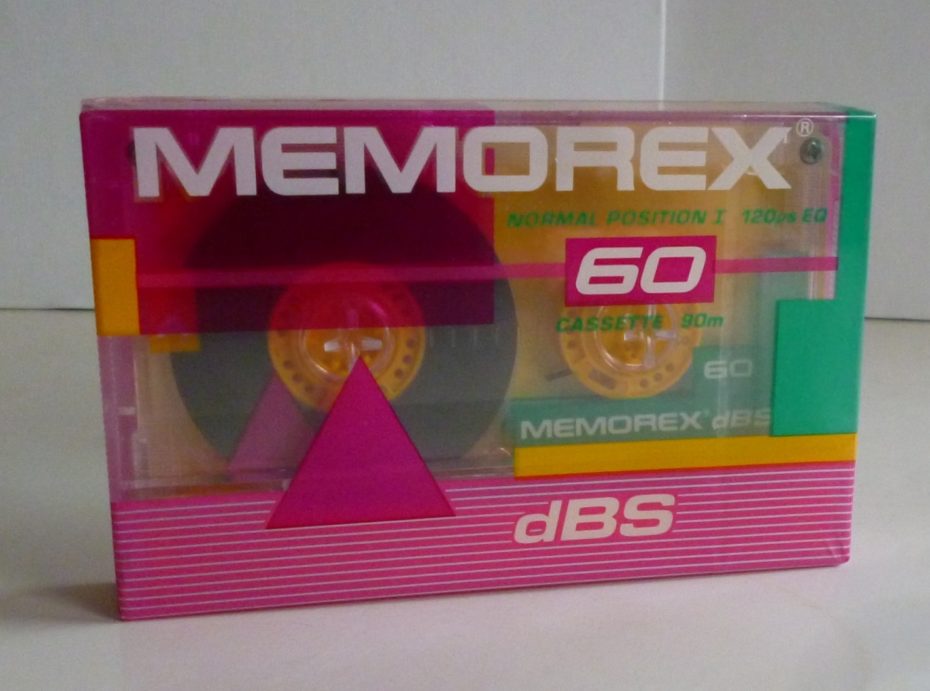 MEMOREX®
NORMAL POSITION I 120µs EQ
60
CASSETTE 90m
60
MEMOREX® dBS
dBS